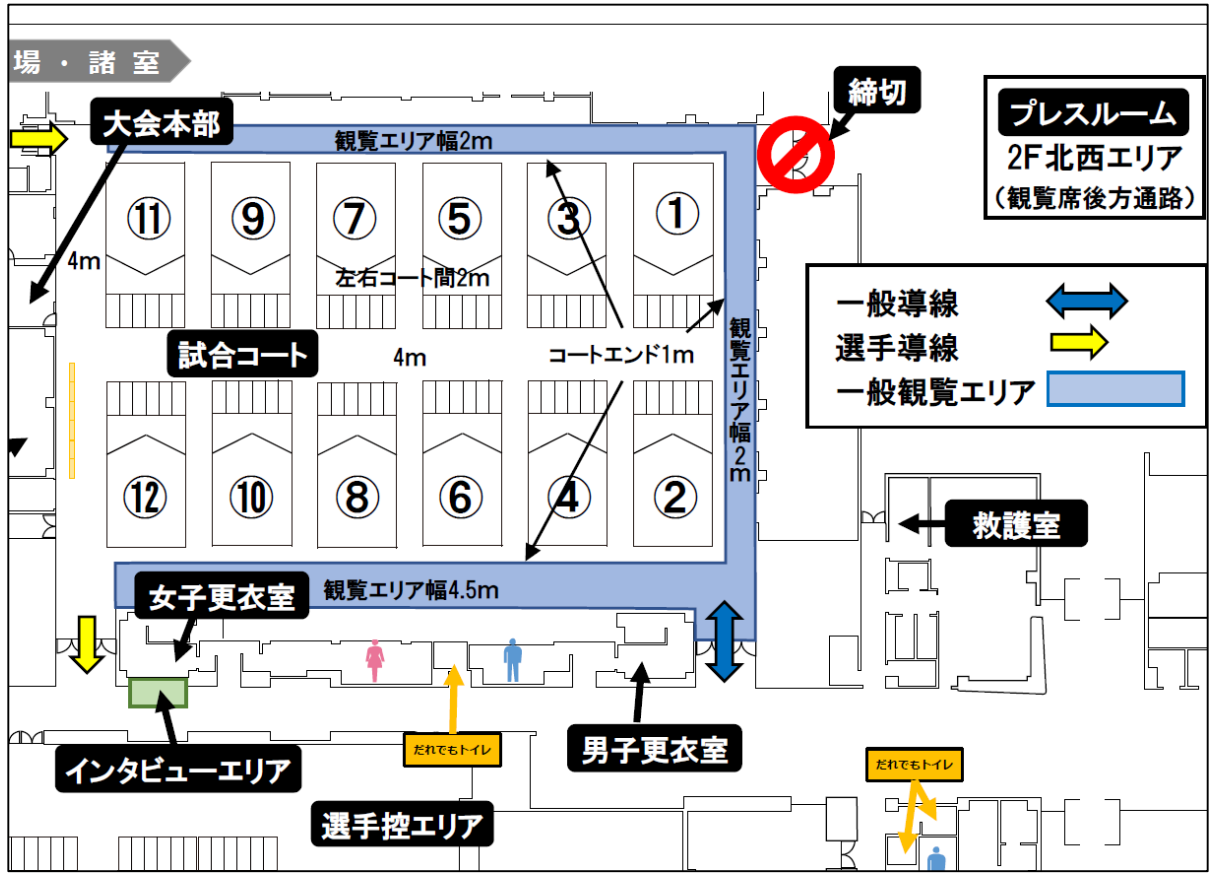 場・諸室
大会本部
締切
プレスルーム
2F北西エリア
(観覧席後方通路)
観覧エリア幅2m
⑪
⑨
⑦
⑤
③
①
4m
左右コート間2m
一般導線
選手導線
一般観覧エリア
試合コート
4m
コートエンド1m
観覧エリア幅2m
⑫
⑩
⑧
⑥
④
②
救護室
観覧エリア幅4.5m
女子更衣室
インタビューエリア
だれでもトイレ
男子更衣室
だれでもトイレ
選手控エリア